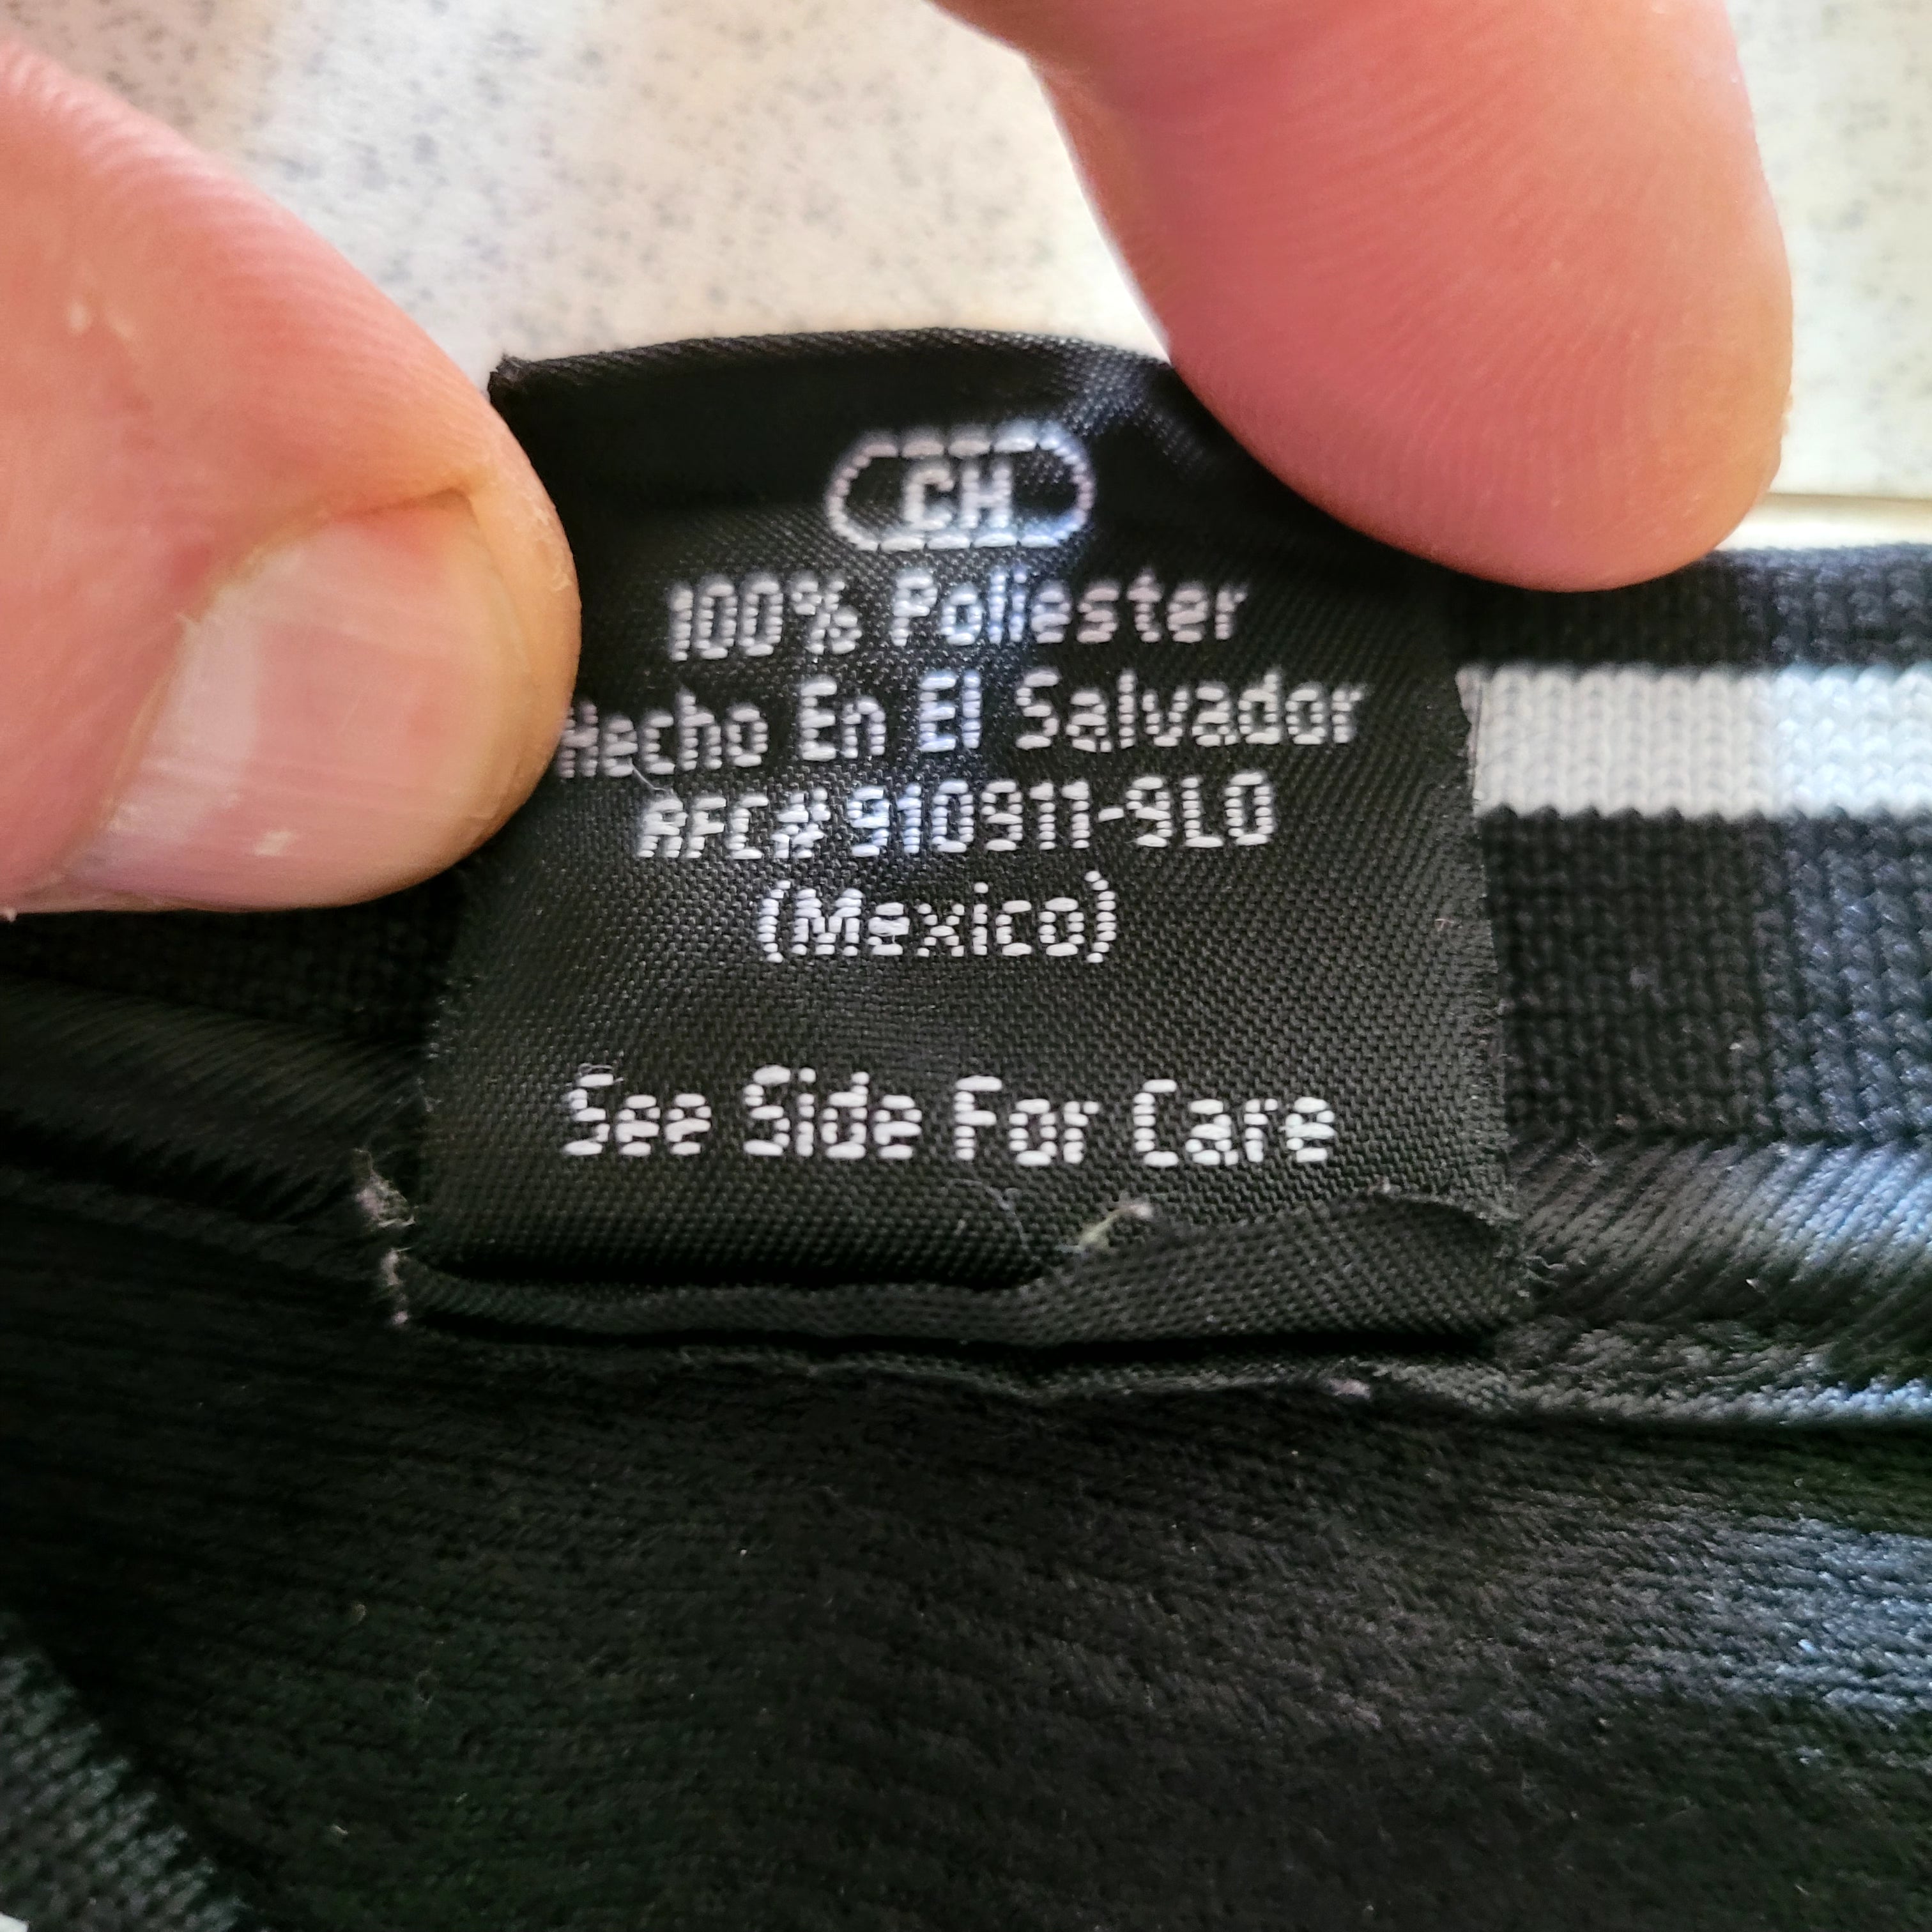 CH
100% Poliester
Hecho En El Salvador
RFC# 910911-9L0
(Mexico)
See Side For Care